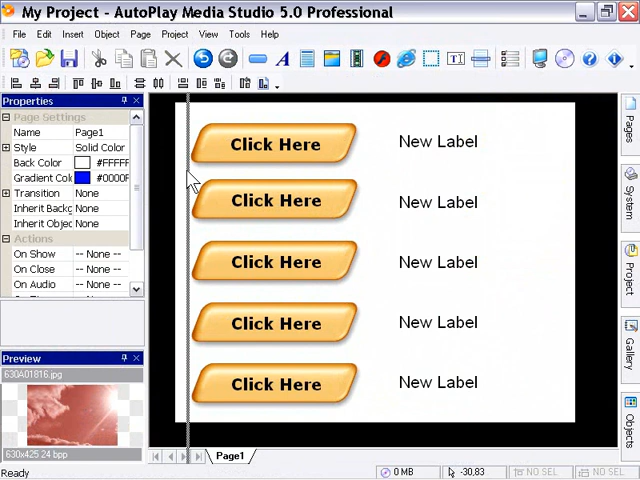 My Project - AutoPlay Media Studio 5.0 Professional
File Edit Insert Object Project Page View Tools Help
Properties
Page Settings
Name Page1
Style Solid Color
Back Color #FFFFF
Gradient Colo #0000F
Transition None
Inherit Backg None
Inherit Objec None
Actions
On Show -- None --
On Close -- None --
On Audio -- None --
Preview
630A01816.jpg
630x425 24 bpp
Click Here New Label
Click Here New Label
Click Here New Label
Click Here New Label
Click Here New Label
Pages
System
Project
Gallery
Objects
Page1
Ready 0 MB -30,83 NO SEL NO SEL